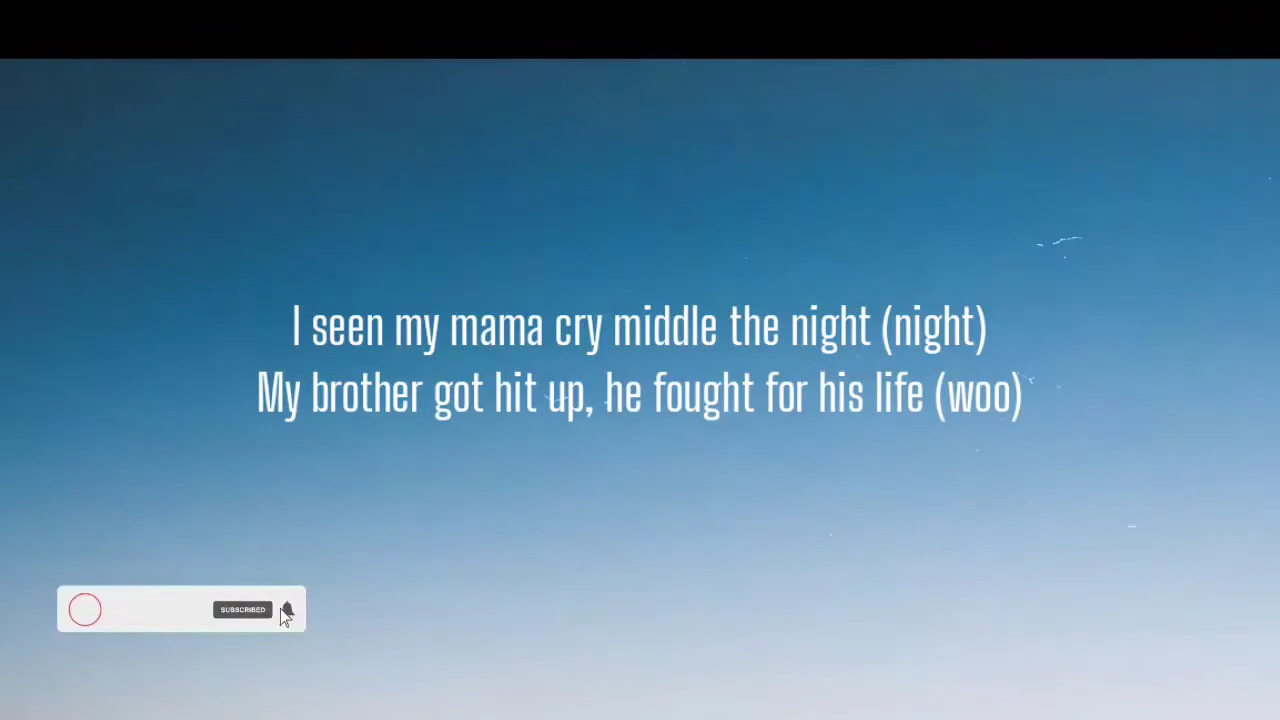 I seen my mama cry middle the night (night)
My brother got hit up, he fought for his life (woo)
SUBSCRIBED